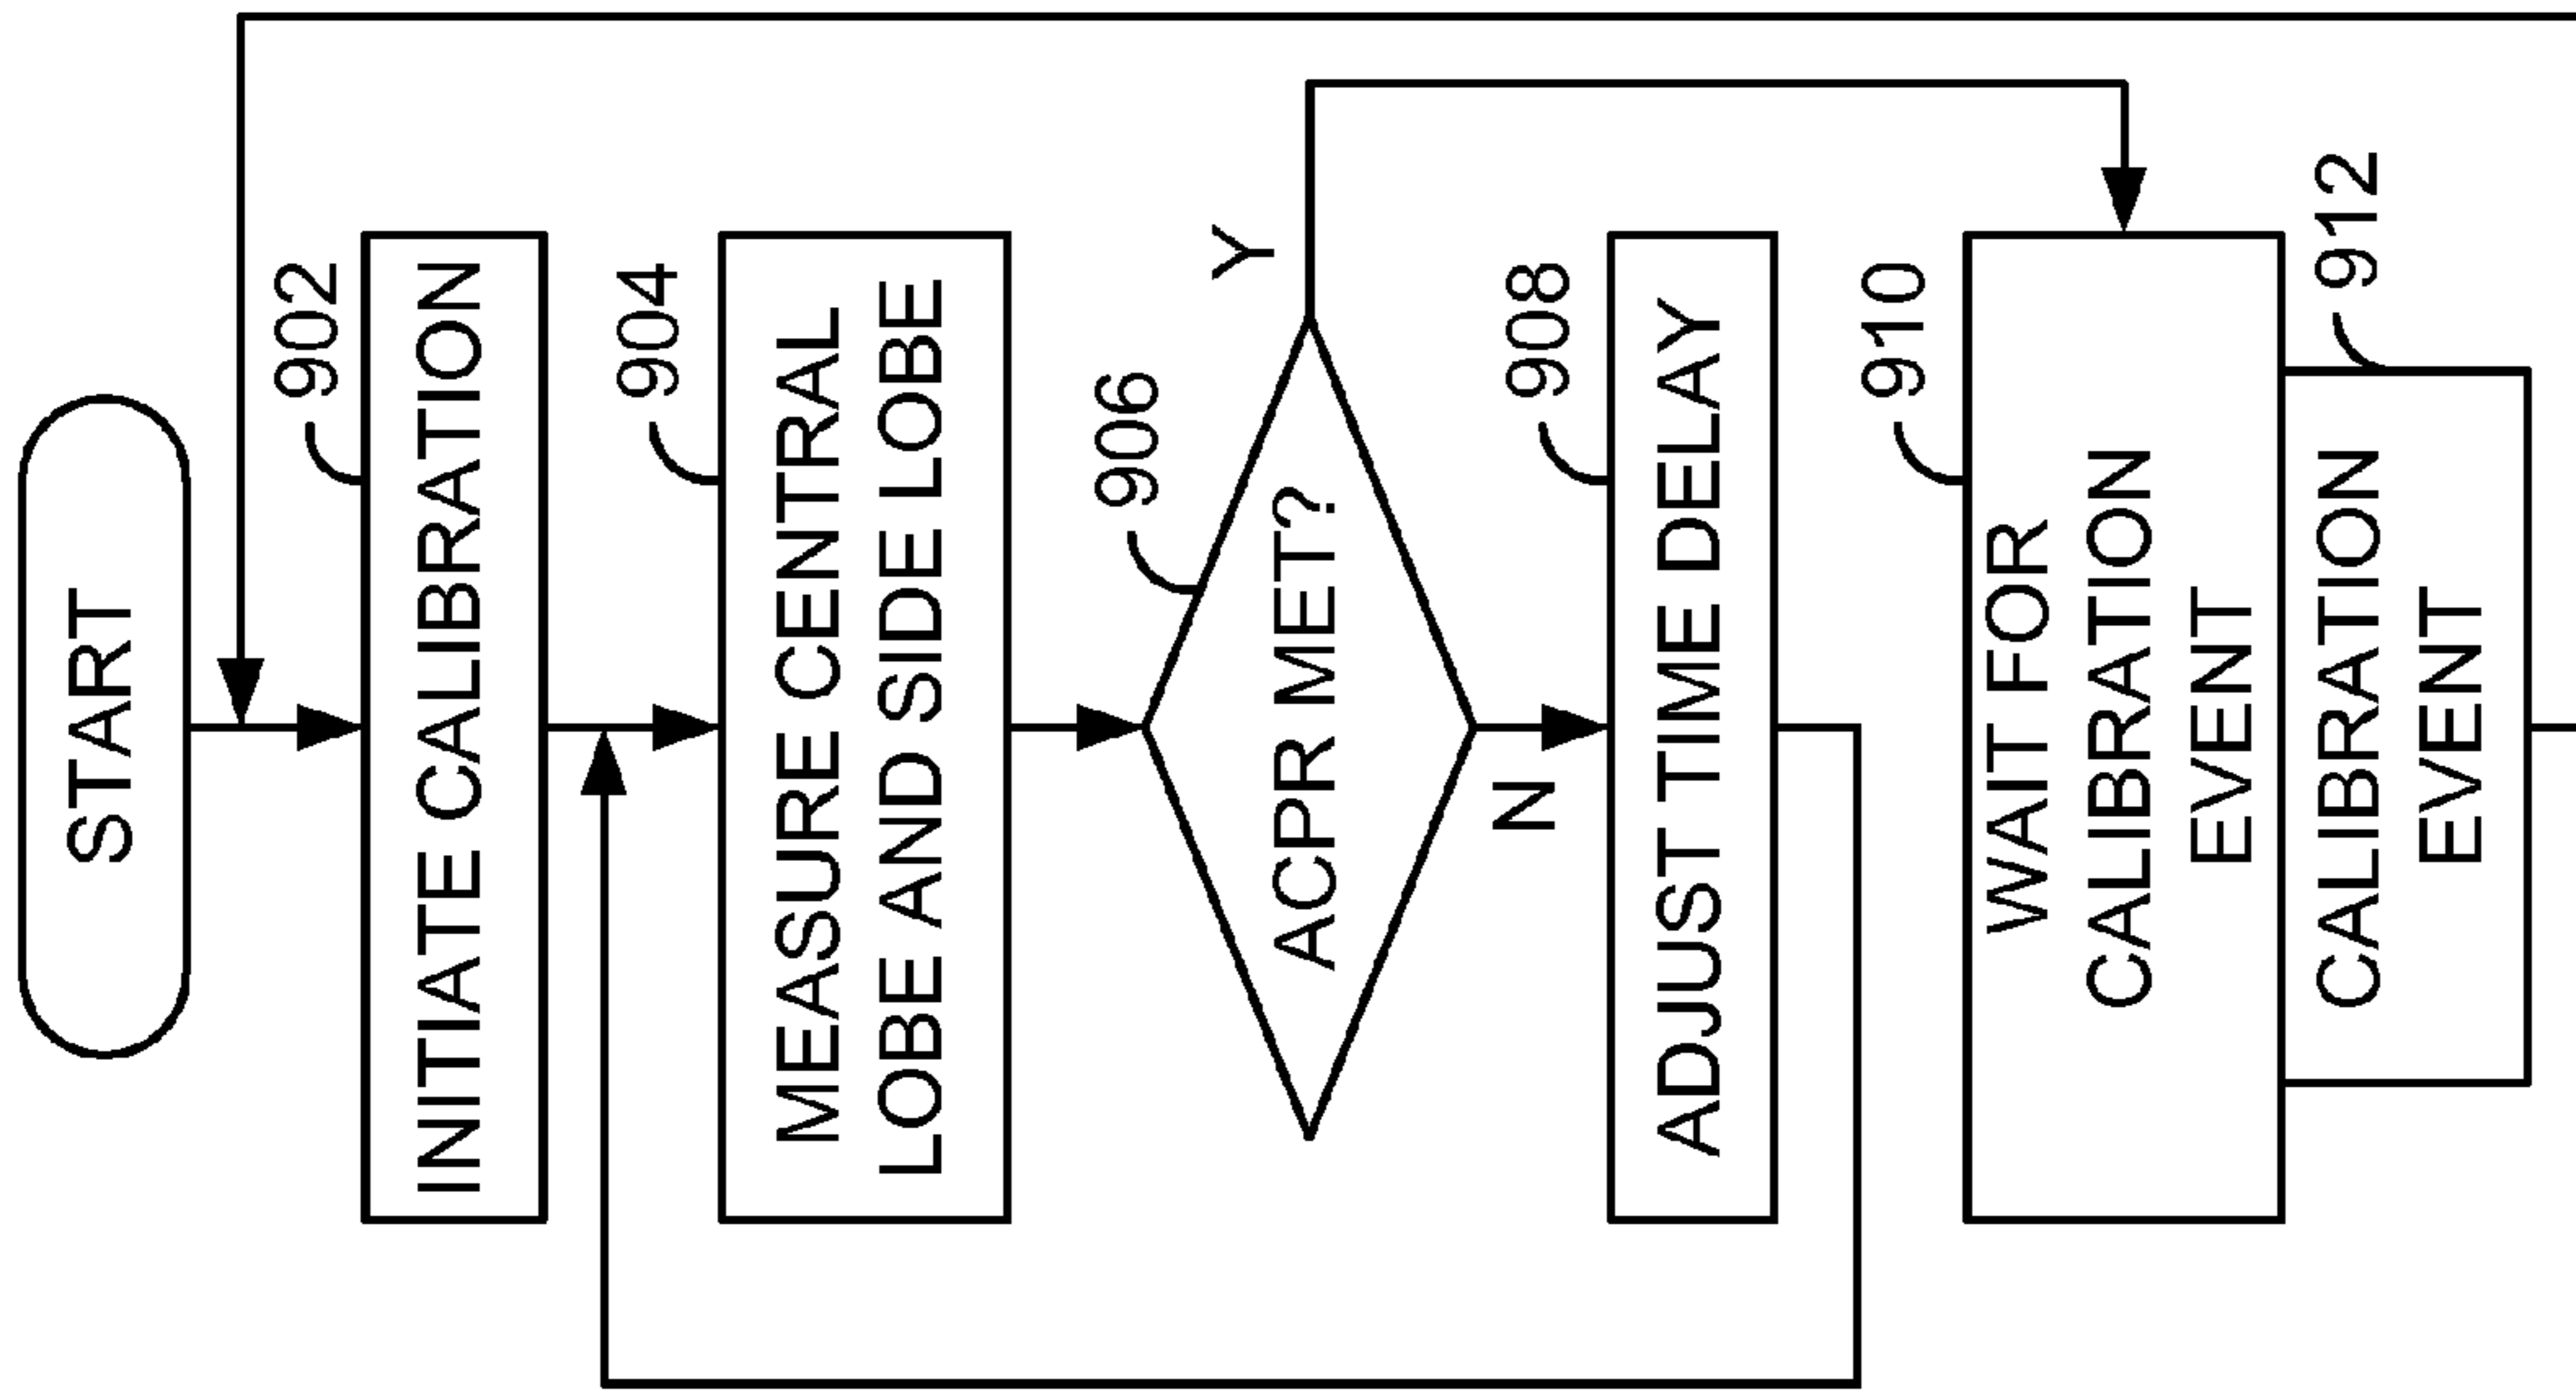 START
902
INITIATE CALIBRATION
904
MEASURE CENTRAL
LOBE AND SIDE LOBE
906
ACPR MET?
Y
N
908
ADJUST TIME DELAY
910
WAIT FOR
CALIBRATION
EVENT
912
CALIBRATION
EVENT